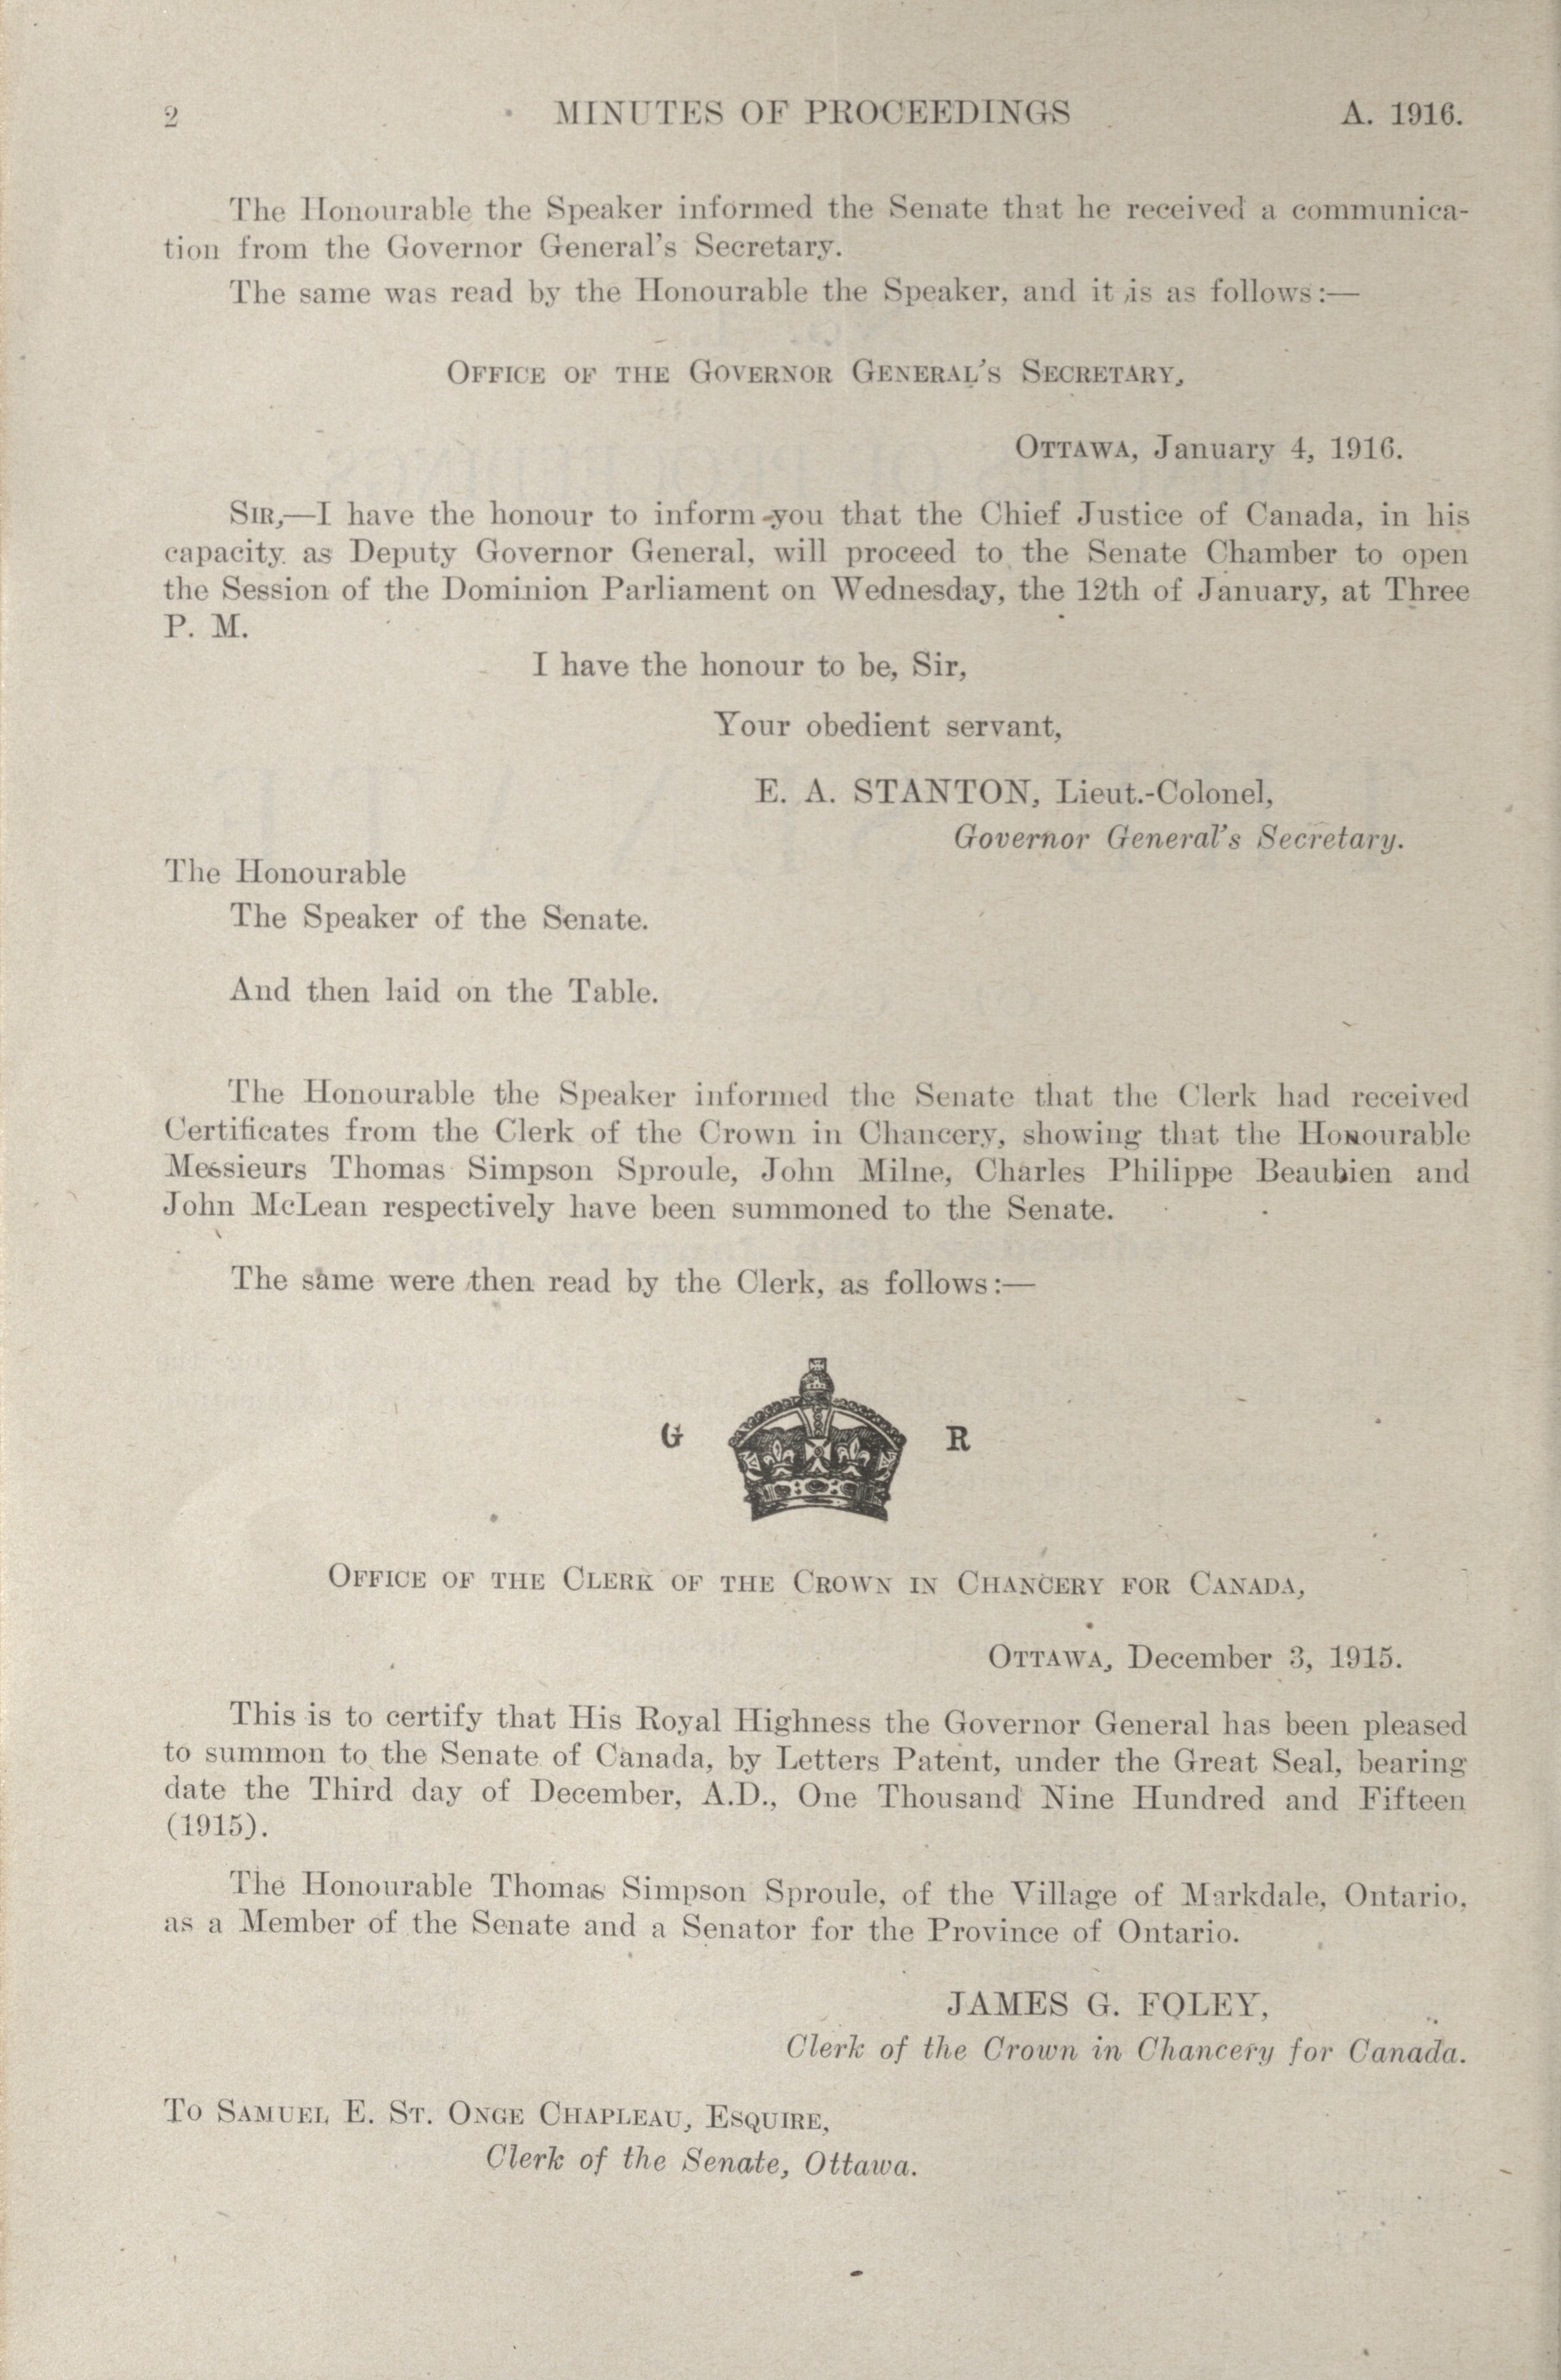 2 MINUTES OF PROCEEDINGS A. 1916.
The Honourable the Speaker informed the Senate that he received a communica-
tion from the Governor General's Secretary.
The same was read by the Honourable the Speaker, and it is as follows:—
OFFICE OF THE GOVERNOR GENERAL'S SECRETARY,
OTTAWA, January 4, 1916.
SIR,—I have the honour to inform you that the Chief Justice of Canada, in his
capacity as Deputy Governor General, will proceed to the Senate Chamber to open
the Session of the Dominion Parliament on Wednesday, the 12th of January, at Three
P. M.
I have the honour to be, Sir,
Your obedient servant,
E. A. STANTON, Lieut.-Colonel,
Governor General's Secretary.
The Honourable
The Speaker of the Senate.
And then laid on the Table.
The Honourable the Speaker informed the Senate that the Clerk had received
Certificates from the Clerk of the Crown in Chancery, showing that the Honourable
Messieurs Thomas Simpson Sproule, John Milne, Charles Philippe Beaubien and
John McLean respectively have been summoned to the Senate.
The same were then read by the Clerk, as follows:—
G R
OFFICE OF THE CLERK OF THE CROWN IN CHANCERY FOR CANADA,
OTTAWA, December 3, 1915.
This is to certify that His Royal Highness the Governor General has been pleased
to summon to the Senate of Canada, by Letters Patent, under the Great Seal, bearing
date the Third day of December, A.D., One Thousand Nine Hundred and Fifteen
(1915).
The Honourable Thomas Simpson Sproule, of the Village of Markdale, Ontario,
as a Member of the Senate and a Senator for the Province of Ontario.
JAMES G. FOLEY,
Clerk of the Crown in Chancery for Canada.
TO SAMUEL E. ST. ONGE CHAPLEAU, ESQUIRE,
Clerk of the Senate, Ottawa.